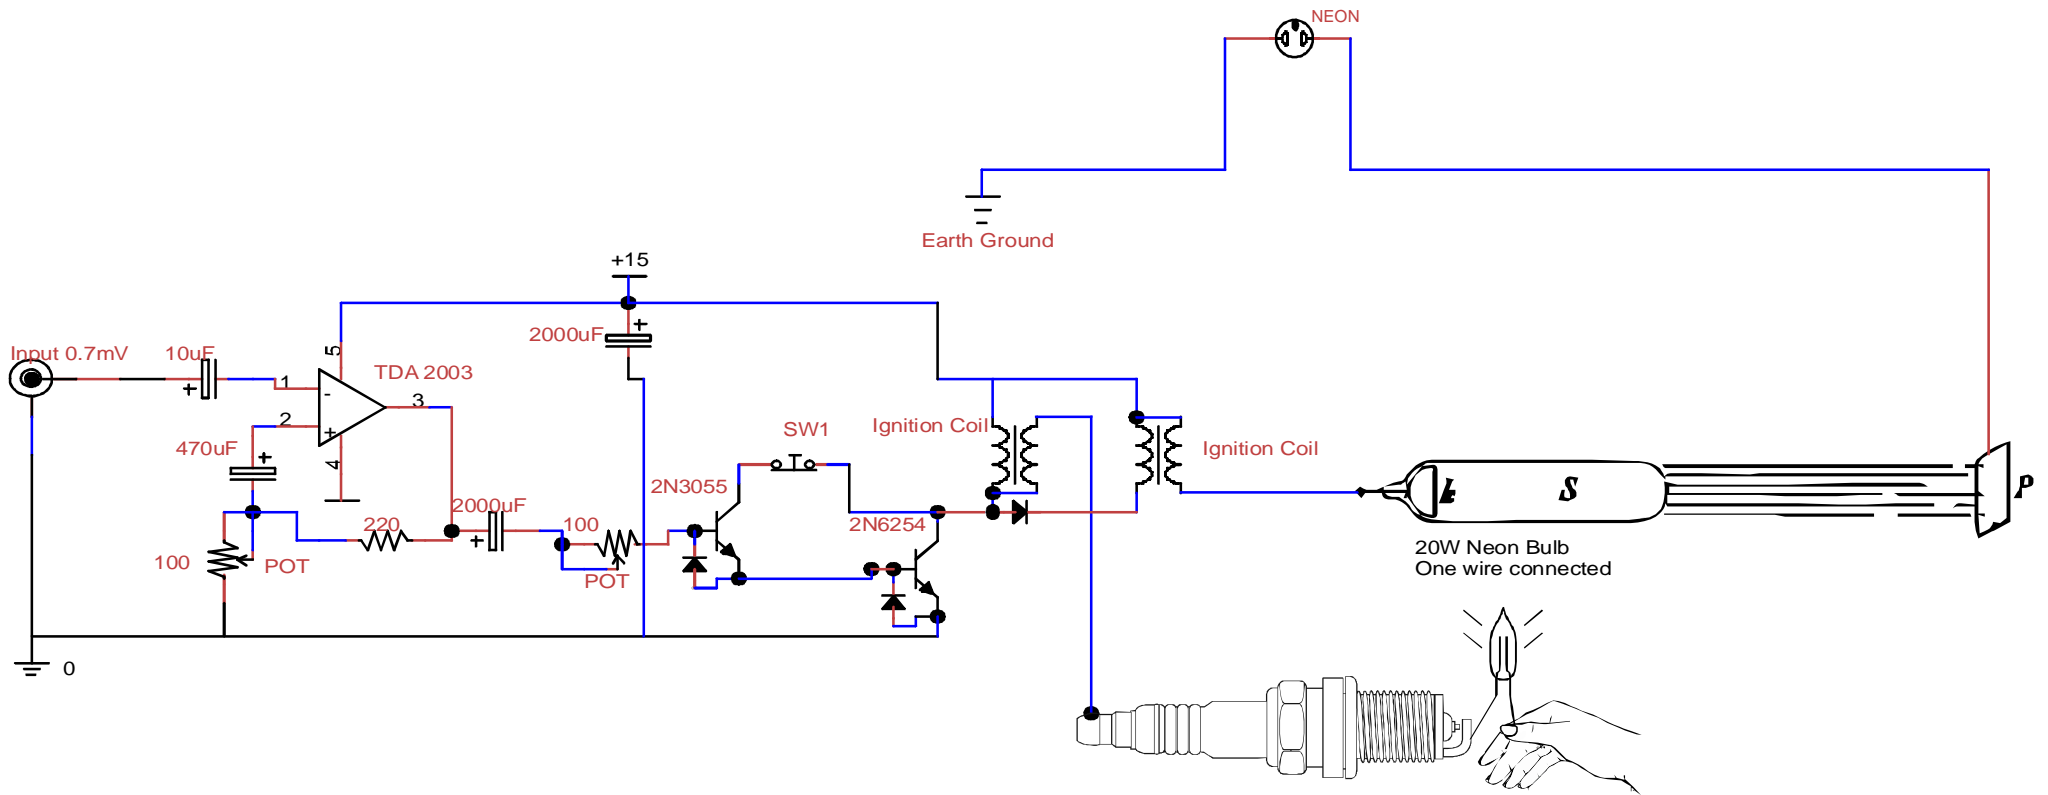 NEON
Earth Ground
+15
2000uF
+
Input 0.7mV
10uF
+
5
TDA 2003
1
-
3
2
+
470uF
+
4
SW1
Ignition Coil
Ignition Coil
2N3055
2000uF
+
220
100
2N6254
100
POT
POT
0
S
P
20W Neon Bulb
One wire connected